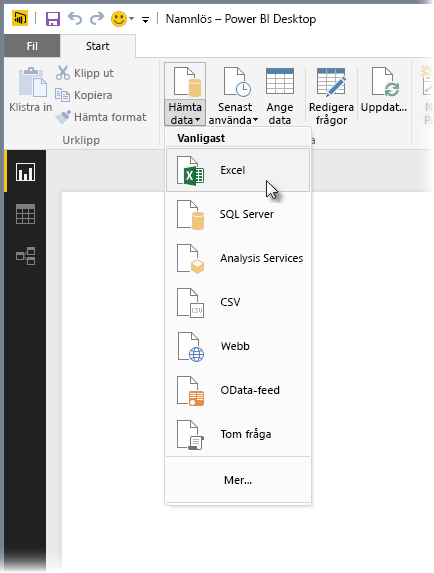 Namnlös – Power BI Desktop
Fil
Start
Klistra in
Klipp ut
Kopiera
Hämta format
Urklipp
Hämta
data
Senast
använda
Ange
data
Redigera
frågor
Uppdat...
Vanligast
Excel
SQL Server
Analysis Services
CSV
Webb
OData-feed
Tom fråga
Mer...